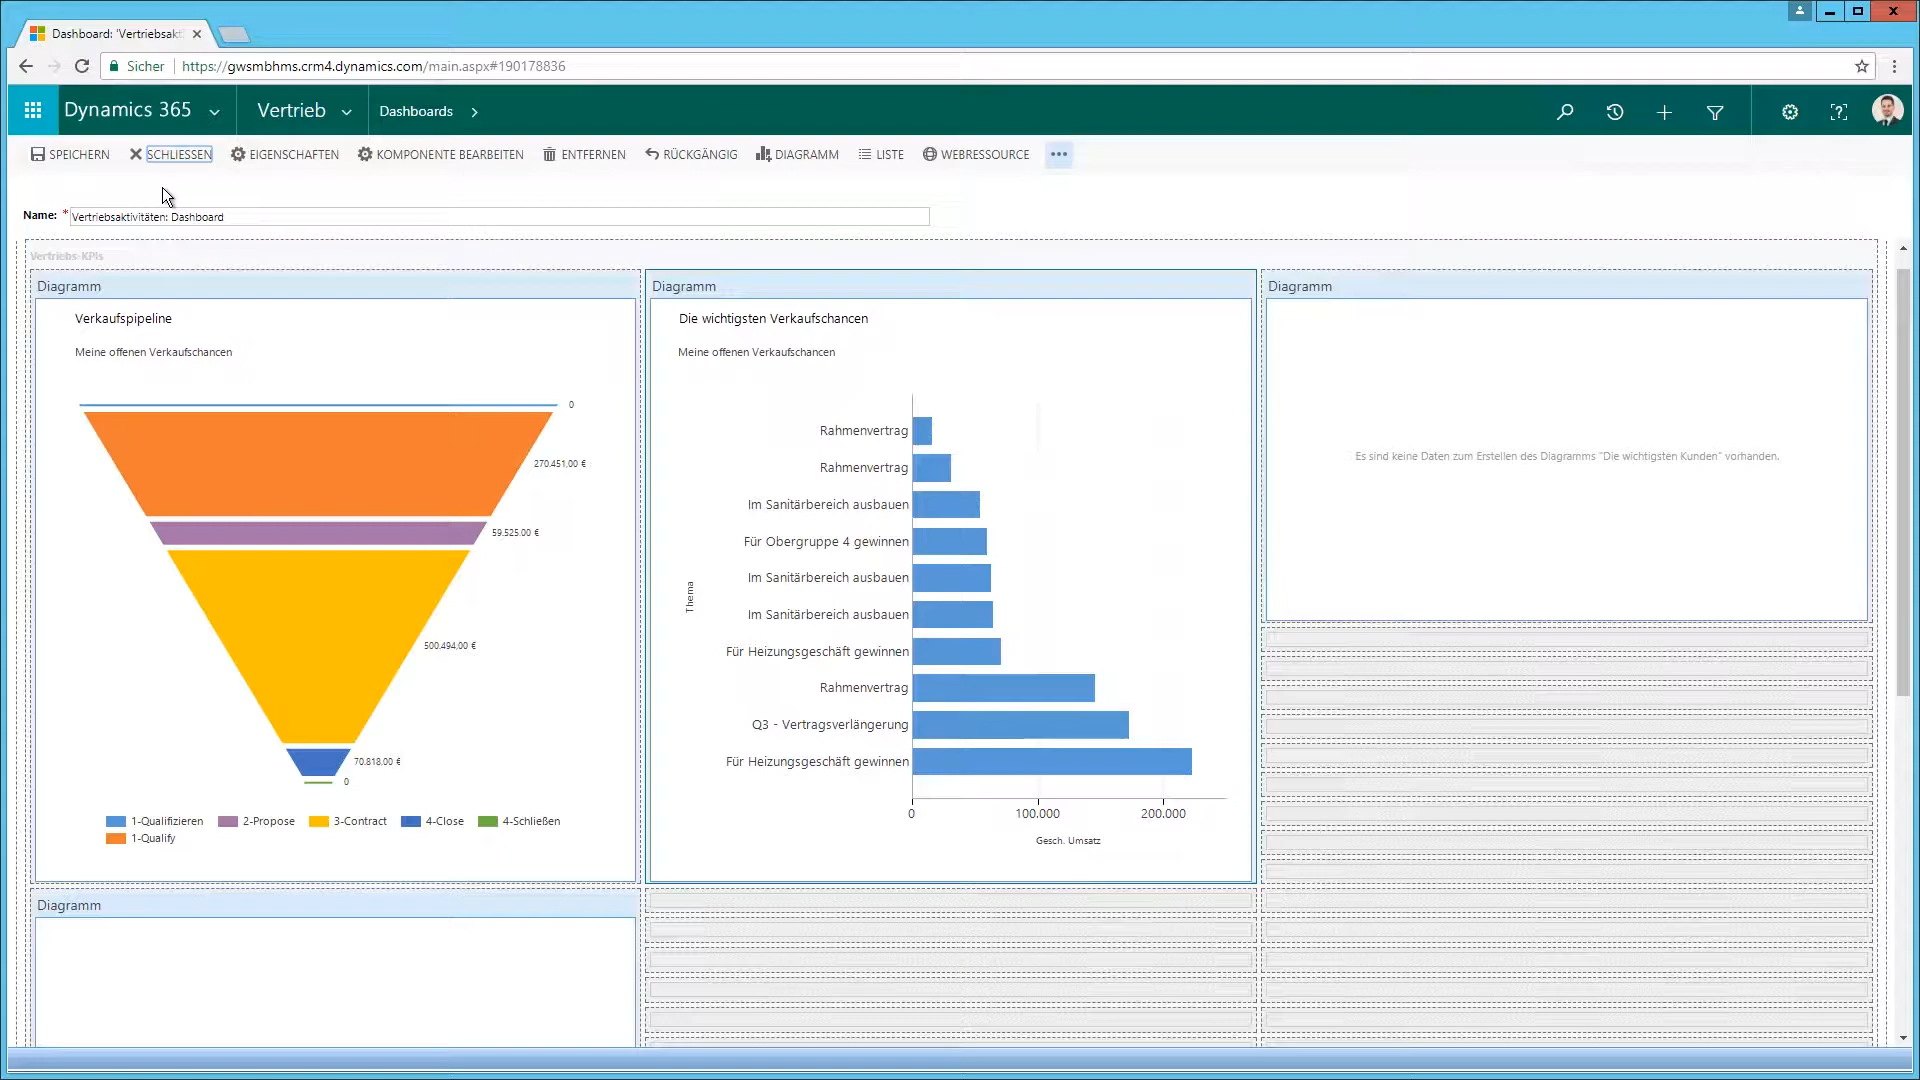 Dashboard: 'Vertriebsakt
Sicher https://gwsmbhms.crm4.dynamics.com/main.aspx#190178836
Dynamics 365 Vertrieb Dashboards
SPEICHERN SCHLIESSEN EIGENSCHAFTEN KOMPONENTE BEARBEITEN ENTFERNEN RÜCKGÄNGIG DIAGRAMM LISTE WEBRESSOURCE
Name: * Vertriebsaktivitäten: Dashboard
Vertriebs-KPIs
Diagramm
Verkaufspipeline
Meine offenen Verkaufschancen
0
270.451.00 €
59.525.00 €
500.494.00 €
70.818.00 €
0
1-Qualifizieren 2-Propose 3-Contract 4-Close 4-Schließen
1-Qualify
Diagramm
Die wichtigsten Verkaufschancen
Meine offenen Verkaufschancen
Rahmenvertrag
Rahmenvertrag
Im Sanitärbereich ausbauen
Für Obergruppe 4 gewinnen
Im Sanitärbereich ausbauen
Im Sanitärbereich ausbauen
Für Heizungsgeschäft gewinnen
Rahmenvertrag
Q3 - Vertragsverlängerung
Für Heizungsgeschäft gewinnen
Thema
0 100.000 200.000
Gesch. Umsatz
Diagramm
Es sind keine Daten zum Erstellen des Diagramms "Die wichtigsten Kunden" vorhanden.
Diagramm